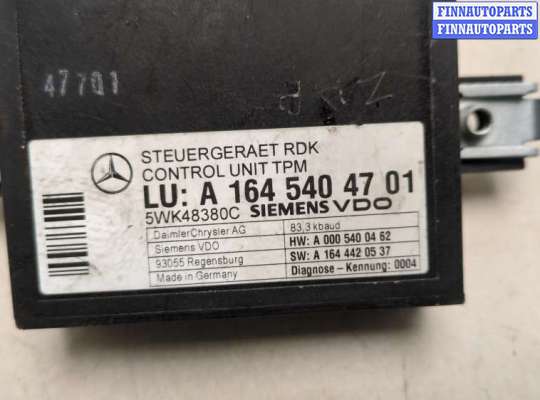 FINNAUTOPARTS
FINNAUTOPARTS
47701
STEUERGERAET RDK
CONTROL UNIT TPM
LU: A 164 540 47 01
5WK48380C SIEMENS VDO
DaimlerChrysler AG
Siemens VDO
93055 Regensburg
Made in Germany
83,3 kbaud
HW: A 000 540 04 62
SW: A 164 442 05 37
Diagnose - Kennung: 0004